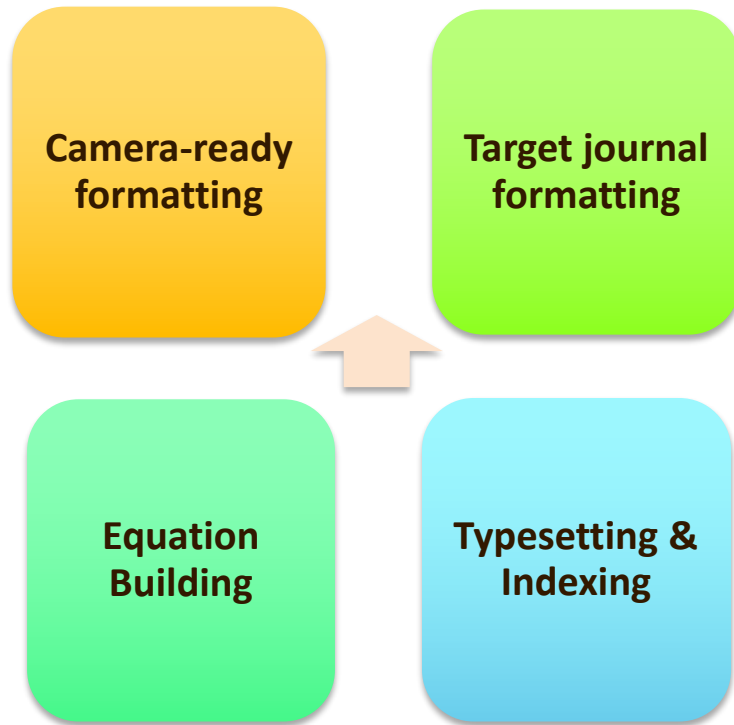 Camera-ready
formatting
Target journal
formatting
Equation
Building
Typesetting &
Indexing